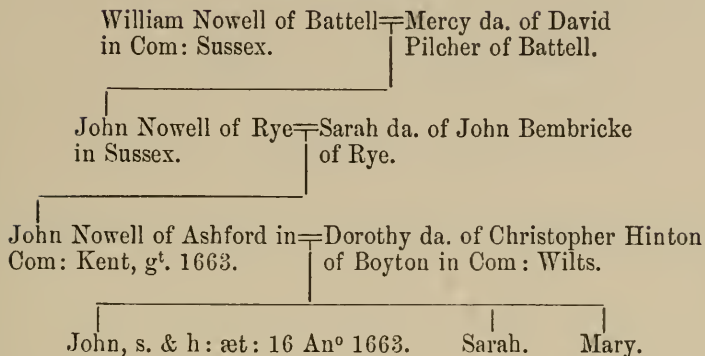 William Nowell of Battell=Mercy da. of David
in Com: Sussex. Pilcher of Battell.
John Nowell of Rye=Sarah da. of John Bembricke
in Sussex. of Rye.
John Nowell of Ashford in=Dorothy da. of Christopher Hinton
Com: Kent, gᵗ. 1663. of Boyton in Com: Wilts.
John, s. & h: æt: 16 Anᵒ 1663. Sarah. Mary.